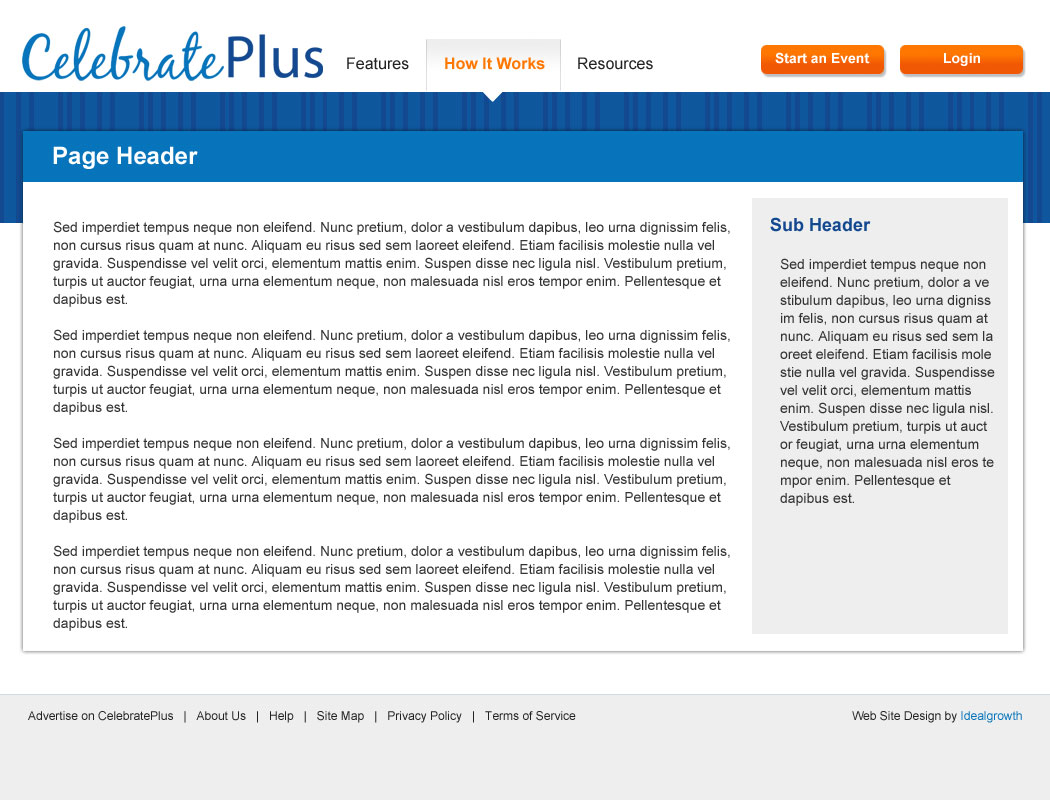 CelebratePlus
Features
How It Works
Resources
Start an Event
Login
Page Header
Sed imperdiet tempus neque non eleifend. Nunc pretium, dolor a vestibulum dapibus, leo urna dignissim felis,
non cursus risus quam at nunc. Aliquam eu risus sed sem laoreet eleifend. Etiam facilisis molestie nulla vel
gravida. Suspendisse vel velit orci, elementum mattis enim. Suspen disse nec ligula nisl. Vestibulum pretium,
turpis ut auctor feugiat, urna urna elementum neque, non malesuada nisl eros tempor enim. Pellentesque et
dapibus est.
Sed imperdiet tempus neque non eleifend. Nunc pretium, dolor a vestibulum dapibus, leo urna dignissim felis,
non cursus risus quam at nunc. Aliquam eu risus sed sem laoreet eleifend. Etiam facilisis molestie nulla vel
gravida. Suspendisse vel velit orci, elementum mattis enim. Suspen disse nec ligula nisl. Vestibulum pretium,
turpis ut auctor feugiat, urna urna elementum neque, non malesuada nisl eros tempor enim. Pellentesque et
dapibus est.
Sed imperdiet tempus neque non eleifend. Nunc pretium, dolor a vestibulum dapibus, leo urna dignissim felis,
non cursus risus quam at nunc. Aliquam eu risus sed sem laoreet eleifend. Etiam facilisis molestie nulla vel
gravida. Suspendisse vel velit orci, elementum mattis enim. Suspen disse nec ligula nisl. Vestibulum pretium,
turpis ut auctor feugiat, urna urna elementum neque, non malesuada nisl eros tempor enim. Pellentesque et
dapibus est.
Sed imperdiet tempus neque non eleifend. Nunc pretium, dolor a vestibulum dapibus, leo urna dignissim felis,
non cursus risus quam at nunc. Aliquam eu risus sed sem laoreet eleifend. Etiam facilisis molestie nulla vel
gravida. Suspendisse vel velit orci, elementum mattis enim. Suspen disse nec ligula nisl. Vestibulum pretium,
turpis ut auctor feugiat, urna urna elementum neque, non malesuada nisl eros tempor enim. Pellentesque et
dapibus est.
Sub Header
Sed imperdiet tempus neque non
eleifend. Nunc pretium, dolor a ve
stibulum dapibus, leo urna digniss
im felis, non cursus risus quam at
nunc. Aliquam eu risus sed sem la
oreet eleifend. Etiam facilisis mole
stie nulla vel gravida. Suspendisse
vel velit orci, elementum mattis
enim. Suspen disse nec ligula nisl.
Vestibulum pretium, turpis ut auct
or feugiat, urna urna elementum
neque, non malesuada nisl eros te
mpor enim. Pellentesque et
dapibus est.
Advertise on CelebratePlus | About Us | Help | Site Map | Privacy Policy | Terms of Service
Web Site Design by Idealgrowth